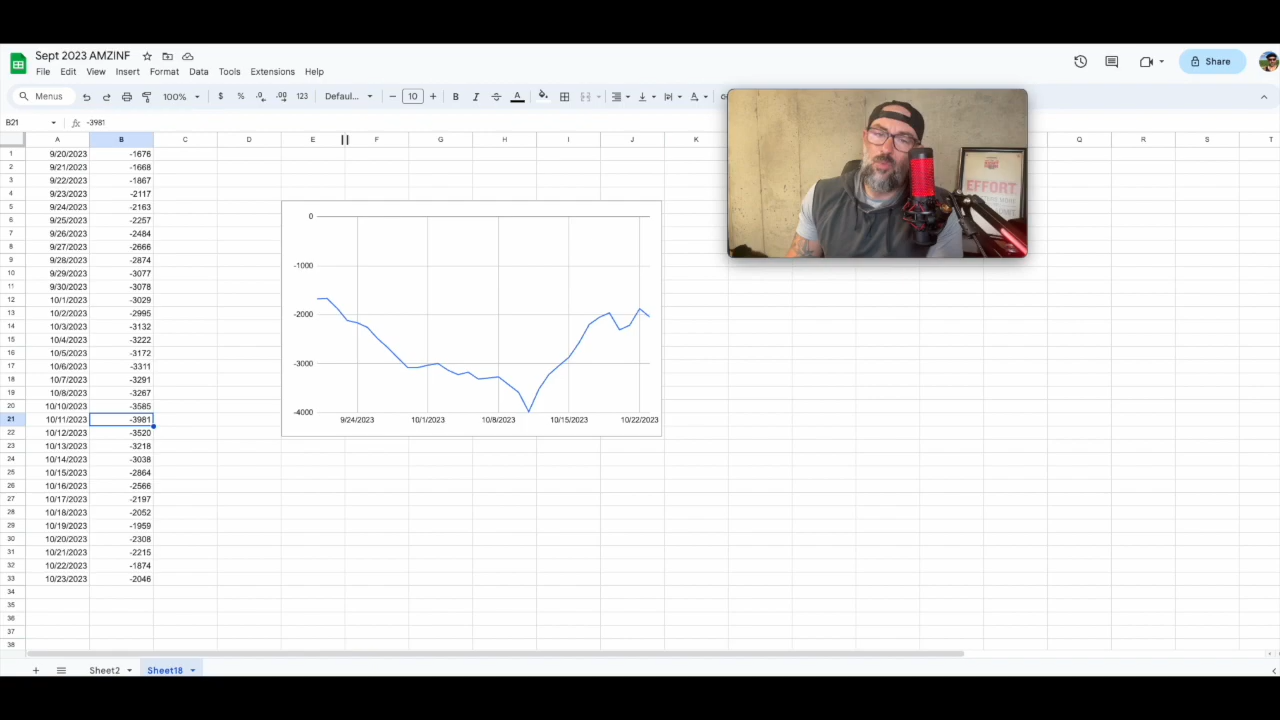 Sept 2023 AMZINF
File Edit View Insert Format Data Tools Extensions Help
Share
Menus 100% $ % .0 .00 123 Defaul... 10 B I A
B21 fx -3981
A B C D E F G H I J K Q R S T
1 9/20/2023 -1676
2 9/21/2023 -1668
3 9/22/2023 -1867
4 9/23/2023 -2117
5 9/24/2023 -2163
6 9/25/2023 -2257
7 9/26/2023 -2484
8 9/27/2023 -2666
9 9/28/2023 -2874
10 9/29/2023 -3077
11 9/30/2023 -3078
12 10/1/2023 -3029
13 10/2/2023 -2995
14 10/3/2023 -3132
15 10/4/2023 -3222
16 10/5/2023 -3172
17 10/6/2023 -3311
18 10/7/2023 -3291
19 10/8/2023 -3267
20 10/10/2023 -3585
21 10/11/2023 -3981
22 10/12/2023 -3520
23 10/13/2023 -3218
24 10/14/2023 -3038
25 10/15/2023 -2864
26 10/16/2023 -2566
27 10/17/2023 -2197
28 10/18/2023 -2052
29 10/19/2023 -1959
30 10/20/2023 -2308
31 10/21/2023 -2215
32 10/22/2023 -1874
33 10/23/2023 -2046
34
35
36
37
38
0
-1000
-2000
-3000
-4000
9/24/2023 10/1/2023 10/8/2023 10/15/2023 10/22/2023
EFFORT
Sheet2 Sheet18